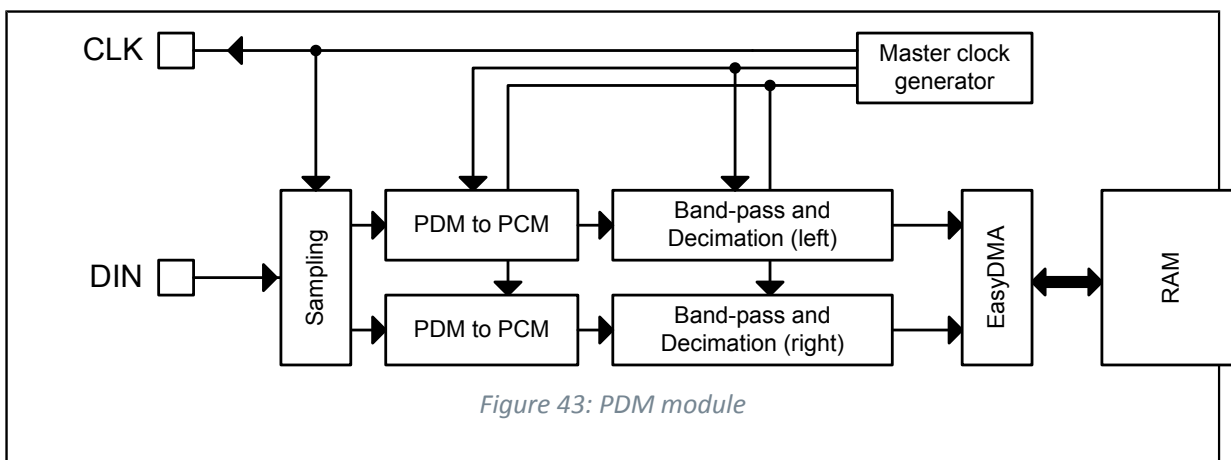 CLK
Master clock
generator
DIN
Sampling
PDM to PCM
Band-pass and
Decimation (left)
PDM to PCM
Band-pass and
Decimation (right)
EasyDMA
RAM
Figure 43: PDM module